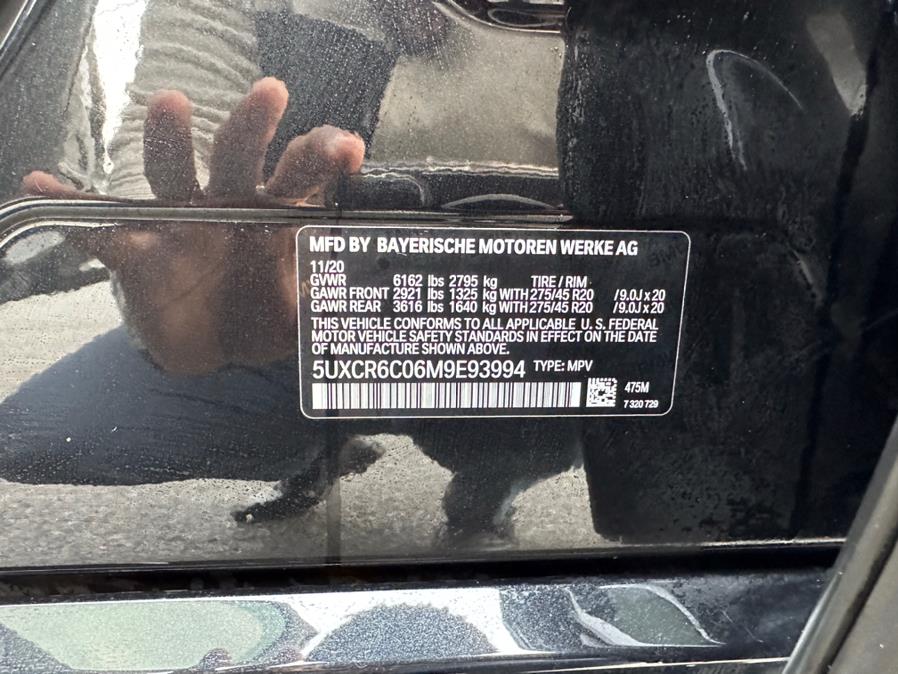 MFD BY BAYERISCHE MOTOREN WERKE AG
11/20
GVWR 6162 lbs 2795 kg TIRE / RIM
GAWR FRONT 2921 lbs 1325 kg WITH 275/45 R20 /9.0J x 20
GAWR REAR 3616 lbs 1640 kg WITH 275/45 R20 /9.0J x 20
THIS VEHICLE CONFORMS TO ALL APPLICABLE U. S. FEDERAL
MOTOR VEHICLE SAFETY STANDARDS IN EFFECT ON THE DATE
OF MANUFACTURE SHOWN ABOVE.
5UXCR6C06M9E93994 TYPE: MPV
475M
7 320 729